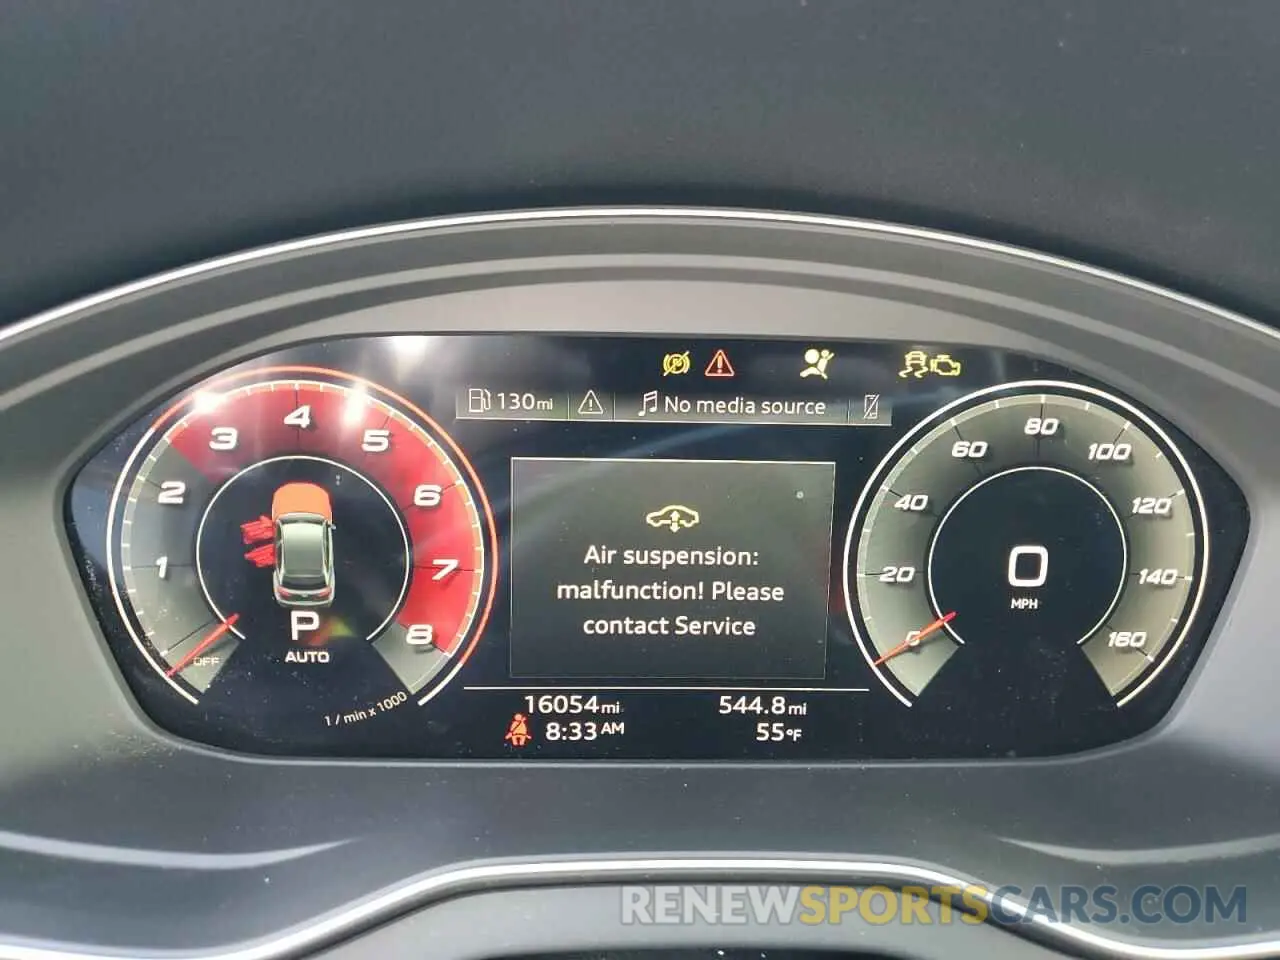 130mi
No media source
1
2
3
4
5
6
7
8
OFF
P
AUTO
1 / min x 1000
Air suspension:
malfunction! Please
contact Service
16054mi
544.8mi
8:33AM
55°F
0
20
40
60
80
100
120
140
160
0
MPH
RENEWSPORTSCARS.COM